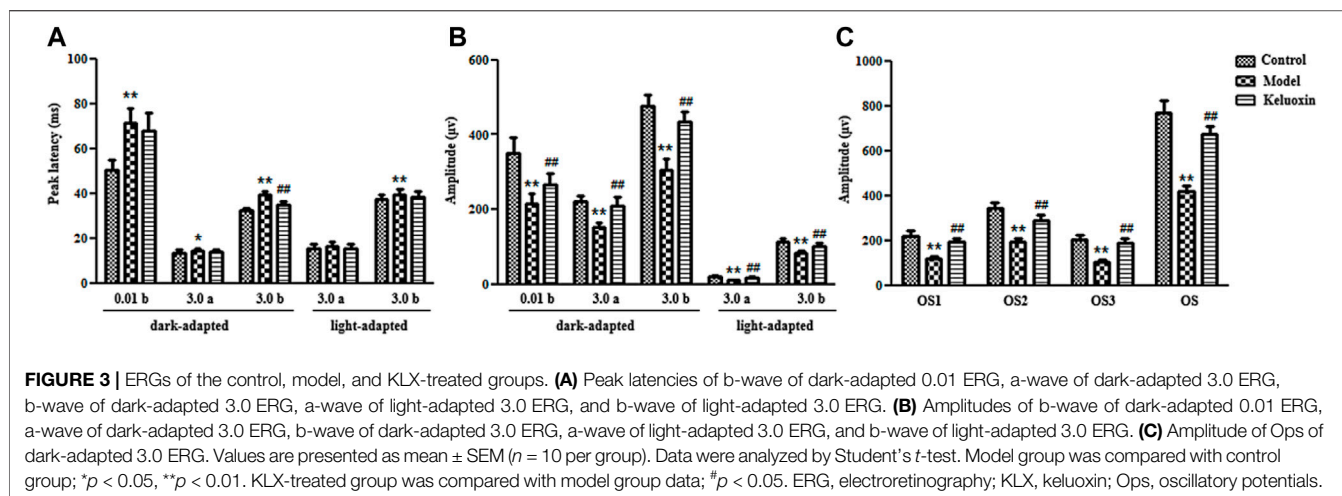 A
B
C
Peak latency (ms)
100
80
60
40
20
0
**
*
**
##
**
0.01 b 3.0 a 3.0 b 3.0 a 3.0 b
dark-adapted light-adapted
Amplitude (μv)
600
400
200
0
**
##
**
##
**
##
**
##
**
##
0.01 b 3.0 a 3.0 b 3.0 a 3.0 b
dark-adapted light-adapted
Amplitude (μv)
1000
800
600
400
200
0
**
##
**
##
**
##
**
##
OS1 OS2 OS3 OS
Control
Model
Keluoxin
FIGURE 3 | ERGs of the control, model, and KLX-treated groups. (A) Peak latencies of b-wave of dark-adapted 0.01 ERG, a-wave of dark-adapted 3.0 ERG,
b-wave of dark-adapted 3.0 ERG, a-wave of light-adapted 3.0 ERG, and b-wave of light-adapted 3.0 ERG. (B) Amplitudes of b-wave of dark-adapted 0.01 ERG,
a-wave of dark-adapted 3.0 ERG, b-wave of dark-adapted 3.0 ERG, a-wave of light-adapted 3.0 ERG, and b-wave of light-adapted 3.0 ERG. (C) Amplitude of Ops of
dark-adapted 3.0 ERG. Values are presented as mean ± SEM (n = 10 per group). Data were analyzed by Student's t-test. Model group was compared with control
group; *p < 0.05, **p < 0.01. KLX-treated group was compared with model group data; #p < 0.05. ERG, electroretinography; KLX, keluoxin; Ops, oscillatory potentials.